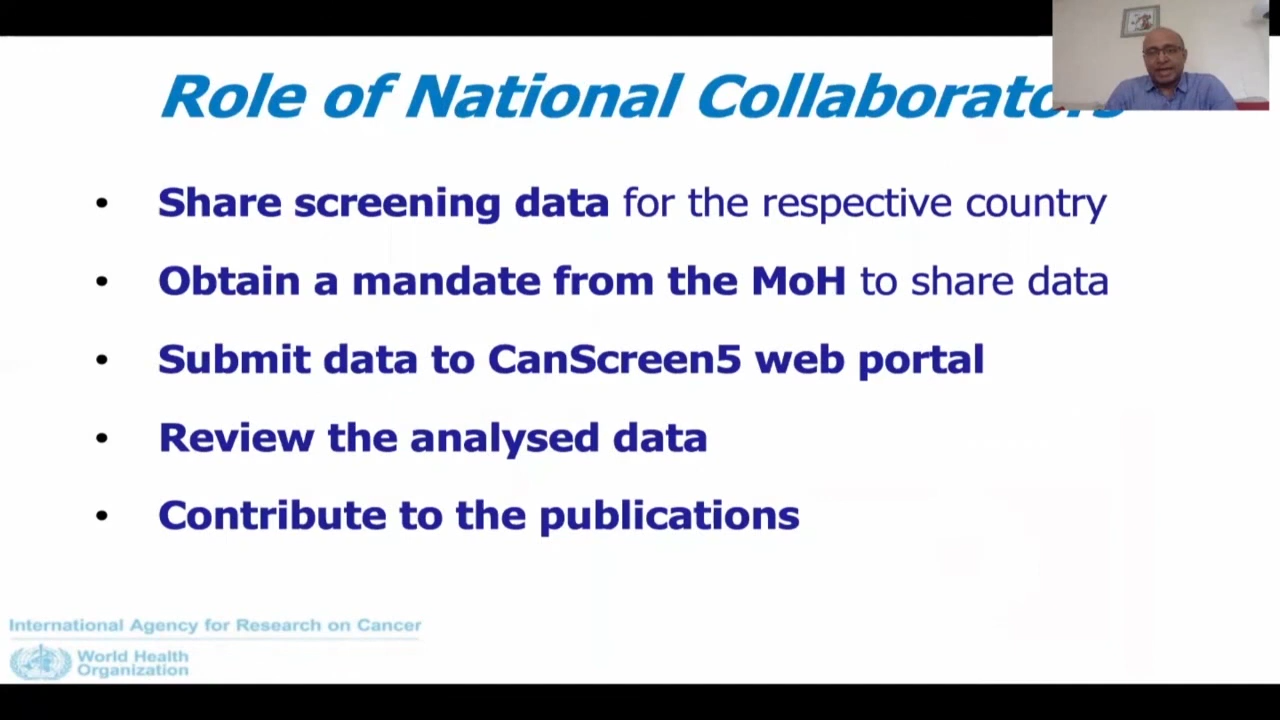 Role of National Collaborators
• Share screening data for the respective country
• Obtain a mandate from the MoH to share data
• Submit data to CanScreen5 web portal
• Review the analysed data
• Contribute to the publications
International Agency for Research on Cancer
World Health
Organization